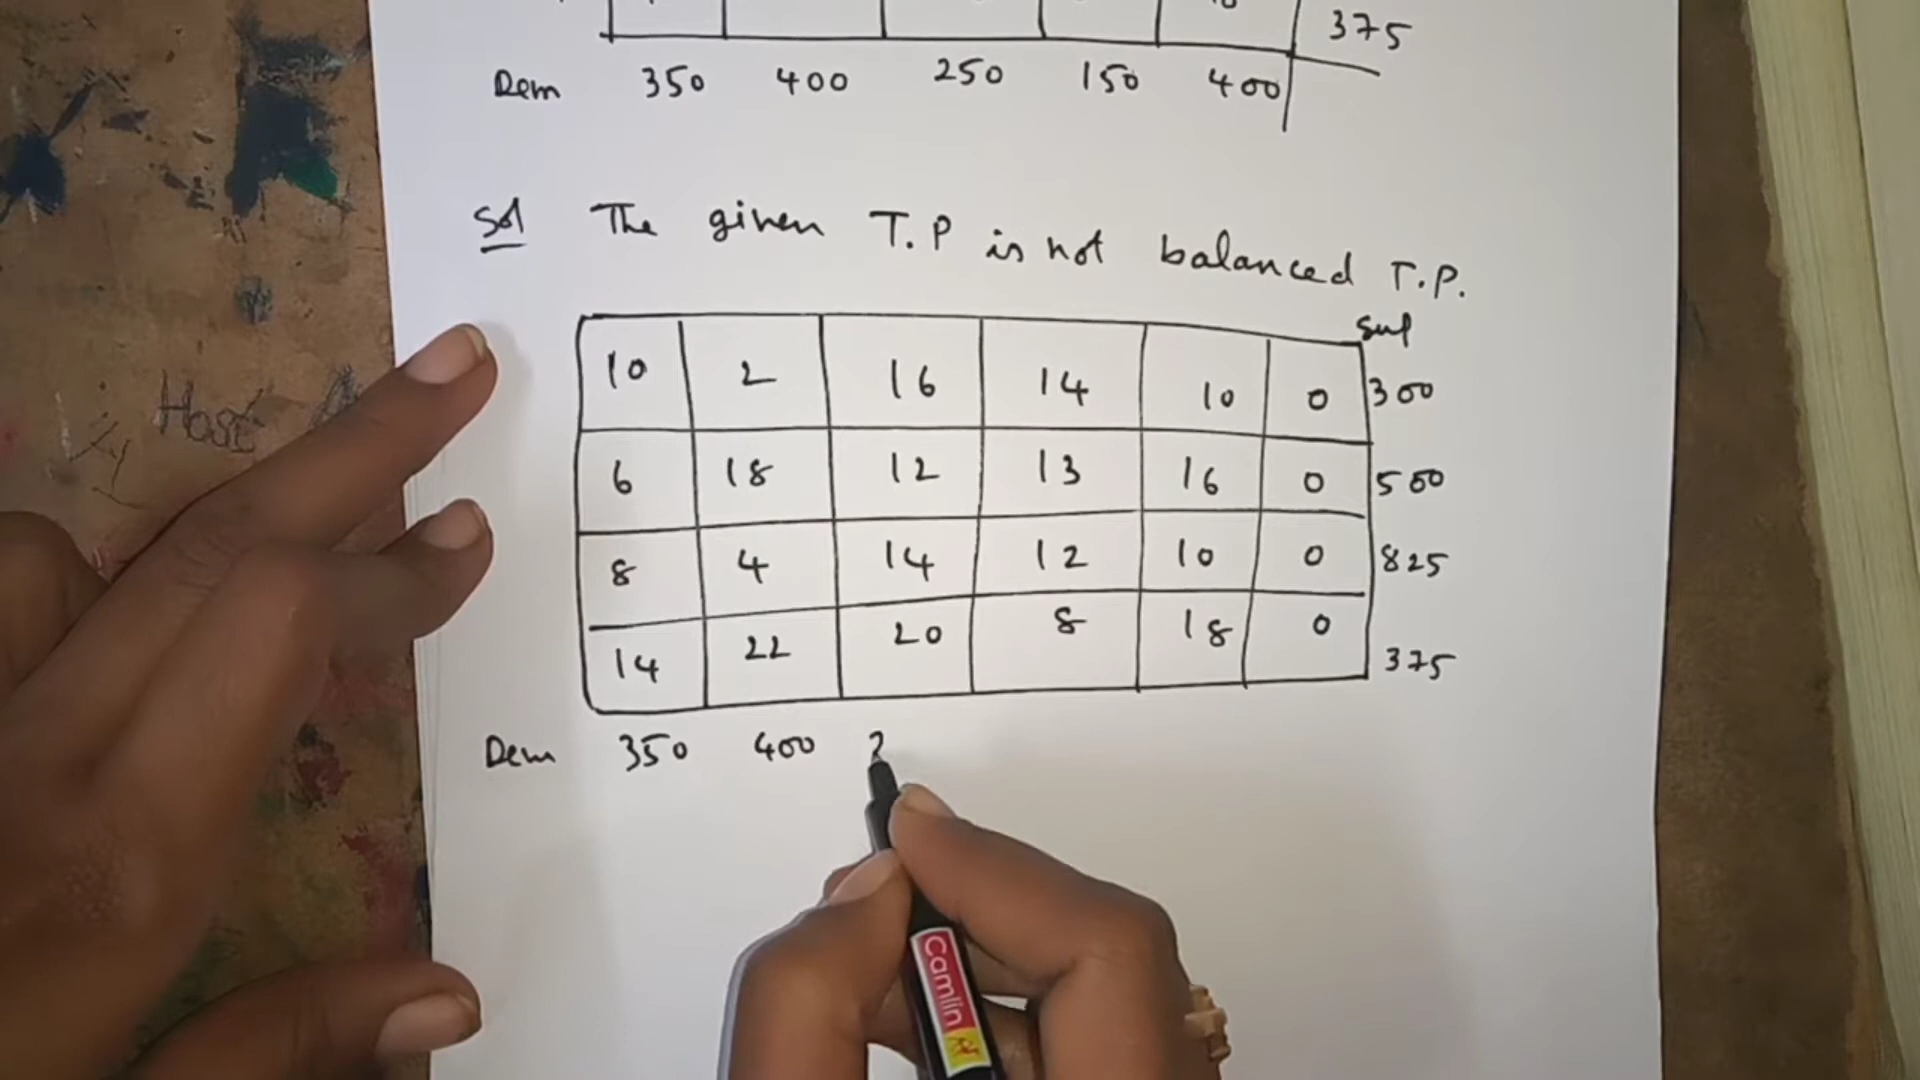 375
Dem 350 400 250 150 400
Sol The given T.P is not balanced T.P.
Sup
10 2 16 14 10 0 300
6 18 12 13 16 0 500
8 4 14 12 10 0 825
14 22 20 8 18 0 375
Dem 350 400 2
Camlin
Host